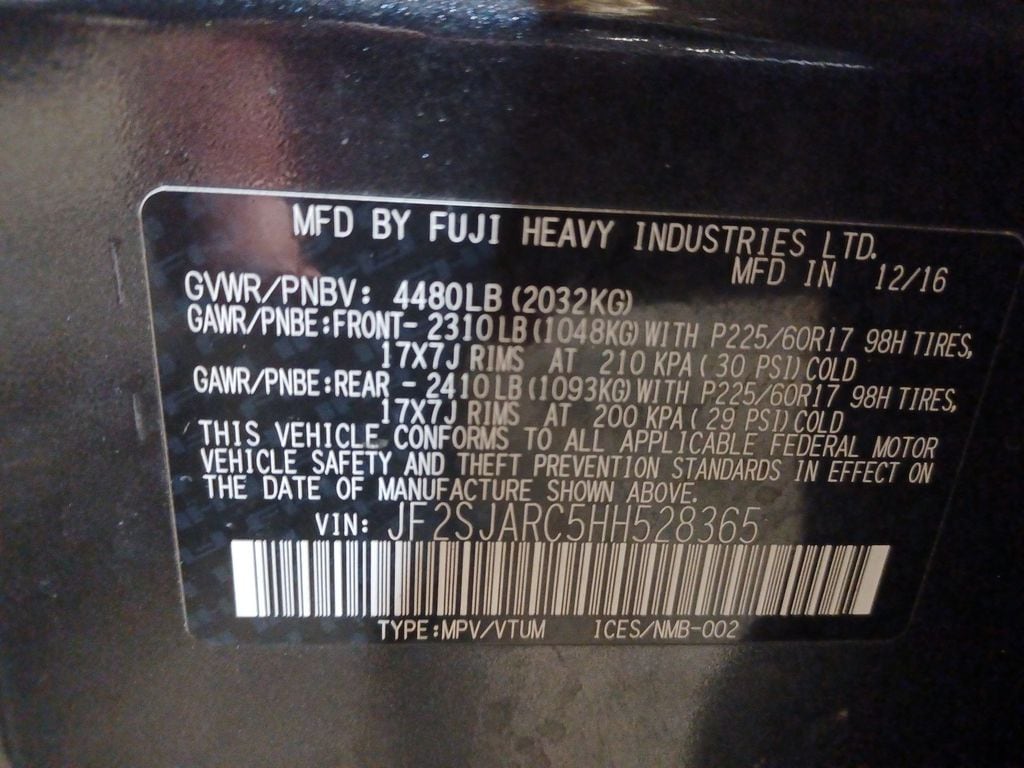 MFD BY FUJI HEAVY INDUSTRIES LTD.
MFD IN 12/16
GVWR/PNBV: 4480LB (2032KG)
GAWR/PNBE:FRONT- 2310 LB (1048KG) WITH P225/60R17 98H TIRES,
17X7J RIMS AT 210 KPA ( 30 PSI) COLD
GAWR/PNBE:REAR - 2410 LB (1093KG) WITH P225/60R17 98H TIRES,
17X7J RIMS AT 200 KPA ( 29 PSI) COLD
THIS VEHICLE CONFORMS TO ALL APPLICABLE FEDERAL MOTOR
VEHICLE SAFETY AND THEFT PREVENTION STANDARDS IN EFFECT ON
THE DATE OF MANUFACTURE SHOWN ABOVE.
VIN: JF2SJARC5HH528365
TYPE:MPV/VTUM ICES/NMB-002